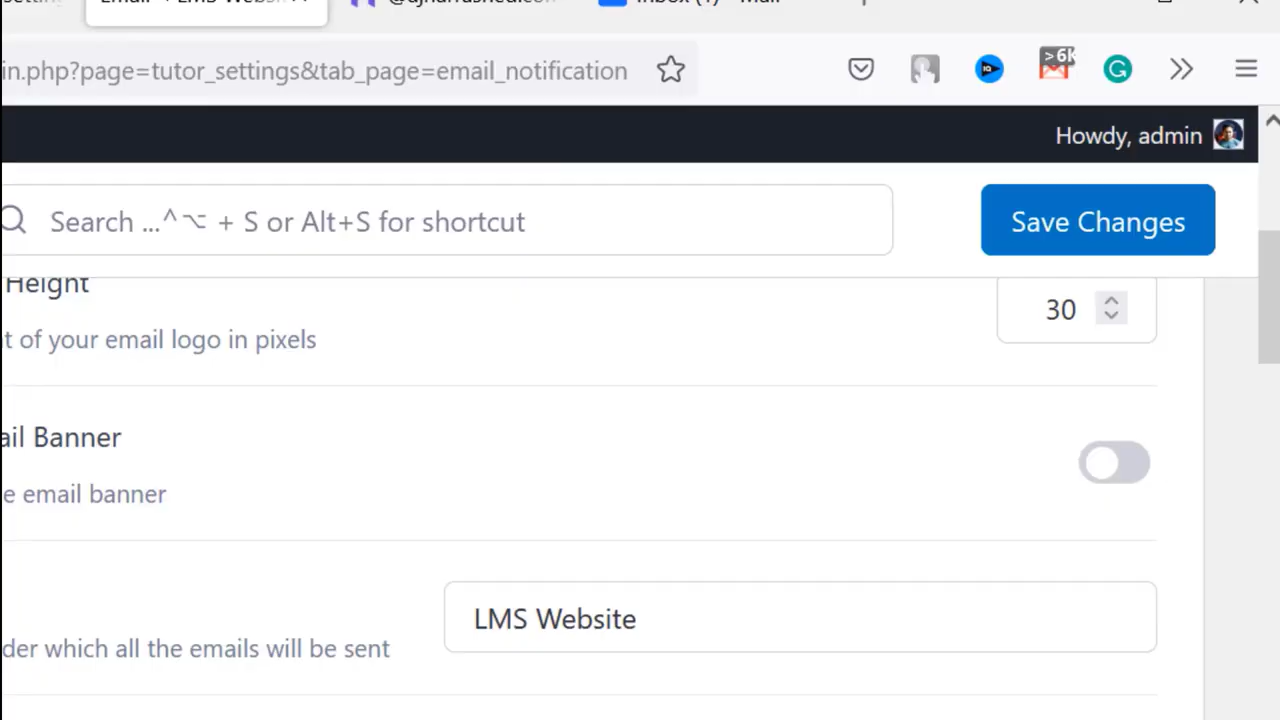 in.php?page=tutor_settings&tab_page=email_notification
>6K
Howdy, admin
Search ...^⌥ + S or Alt+S for shortcut
Save Changes
Height
30
t of your email logo in pixels
ail Banner
e email banner
LMS Website
der which all the emails will be sent